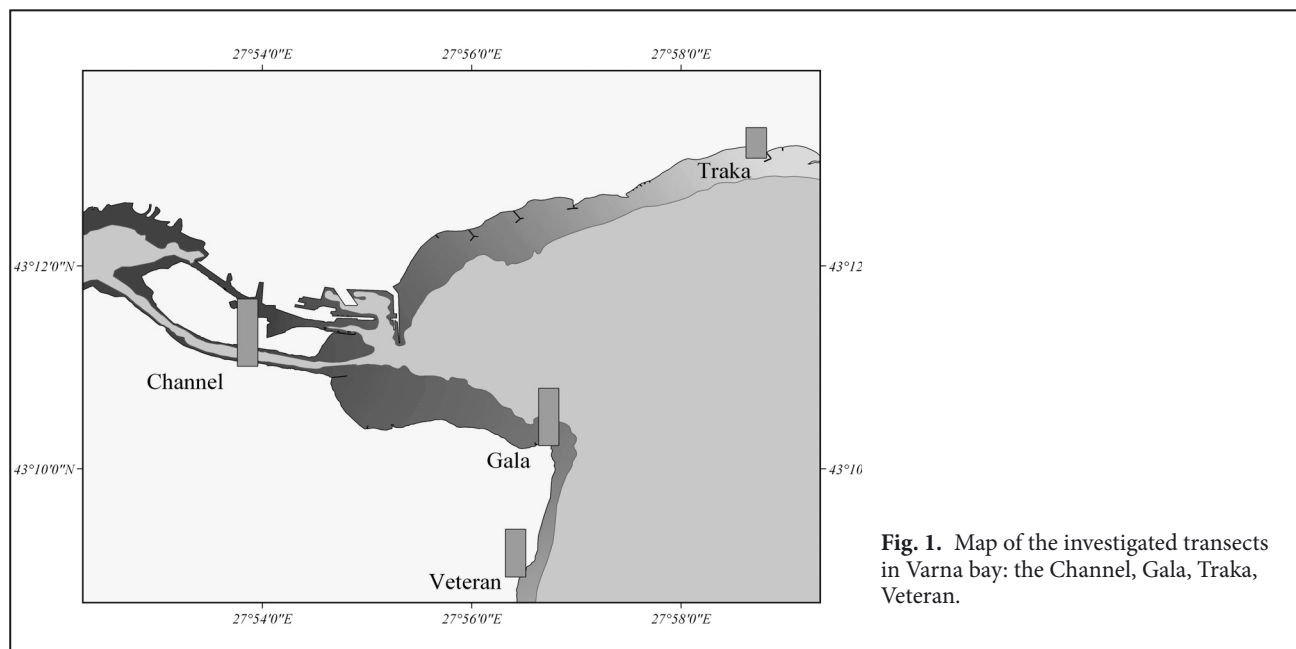 27°54'0"E 27°56'0"E 27°58'0"E
Traka
43°12'0"N 43°12
Channel
Gala
43°10'0"N 43°10
Veteran
27°54'0"E 27°56'0"E 27°58'0"E
Fig. 1. Map of the investigated transects
in Varna bay: the Channel, Gala, Traka,
Veteran.